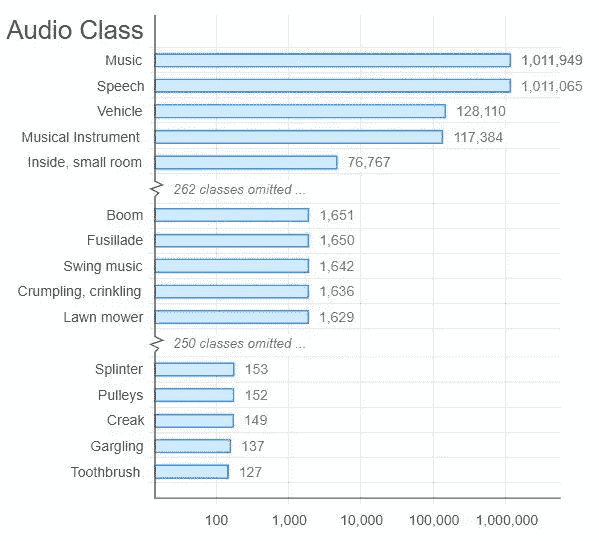 Audio Class
Music 1,011,949
Speech 1,011,065
Vehicle 128,110
Musical Instrument 117,384
Inside, small room 76,767
262 classes omitted ...
Boom 1,651
Fusillade 1,650
Swing music 1,642
Crumpling, crinkling 1,636
Lawn mower 1,629
250 classes omitted ...
Splinter 153
Pulleys 152
Creak 149
Gargling 137
Toothbrush 127
100 1,000 10,000 100,000 1,000,000